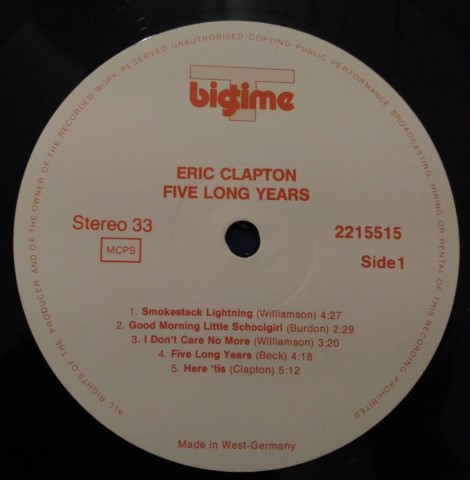 ALL RIGHTS OF THE PRODUCER AND OF THE OWNER OF THE RECORDED WORK RESERVED UNAUTHORISED COPYING PUBLIC PERFORMANCE BROADCASTING, HIRING OR RENTAL OF THIS RECORDING PROHIBITED
T
bigtime
ERIC CLAPTON
FIVE LONG YEARS
Stereo 33
MCPS
2215515
Side 1
1. Smokestack Lightning (Williamson) 4:27
2. Good Morning Little Schoolgirl (Burdon) 2:29
3. I Don't Care No More (Williamson) 3:20
4. Five Long Years (Beck) 4:18
5. Here 'tis (Clapton) 5:12
Made in West-Germany